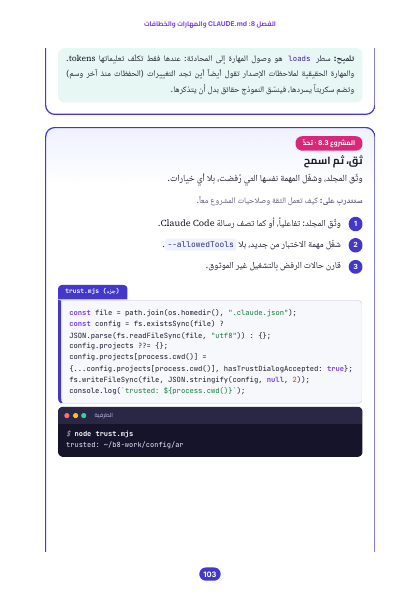 الفصل 8: CLAUDE.md والمهارات والخطافات
تلميح: سطر loads هو وصول المهارة إلى المحادثة: عندها فقط تكلّف تعليماتها tokens.
والمهارة الحقيقية لملاحظات الإصدار تقول أيضاً أين تجد التغييرات (الحفظات منذ آخر وسم)
وتضم سكربتاً يسردها، فينسّق النموذج حقائق بدل أن يتذكرها.
المشروع 8.3 · تحدٍّ
ثق، ثم اسمح
وثّق المجلد، وشغّل المهمة نفسها التي رُفضت، بلا أي خيارات.
ستتدرب على: كيف تعمل الثقة وصلاحيات المشروع معاً.
1 وثّق المجلد: تفاعلياً، أو كما تصف رسالة Claude Code.
2 شغّل مهمة الاختبار من جديد، بلا --allowedTools.
3 قارن حالات الرفض بالتشغيل غير الموثوق.
trust.mjs (جزء)
const file = path.join(os.homedir(), ".claude.json");
const config = fs.existsSync(file) ?
JSON.parse(fs.readFileSync(file, "utf8")) : {};
config.projects ??= {};
config.projects[process.cwd()] =
{...config.projects[process.cwd()], hasTrustDialogAccepted: true};
fs.writeFileSync(file, JSON.stringify(config, null, 2));
console.log(`trusted: ${process.cwd()}`);
الطرفية
$ node trust.mjs
trusted: ~/b8-work/config/ar
103